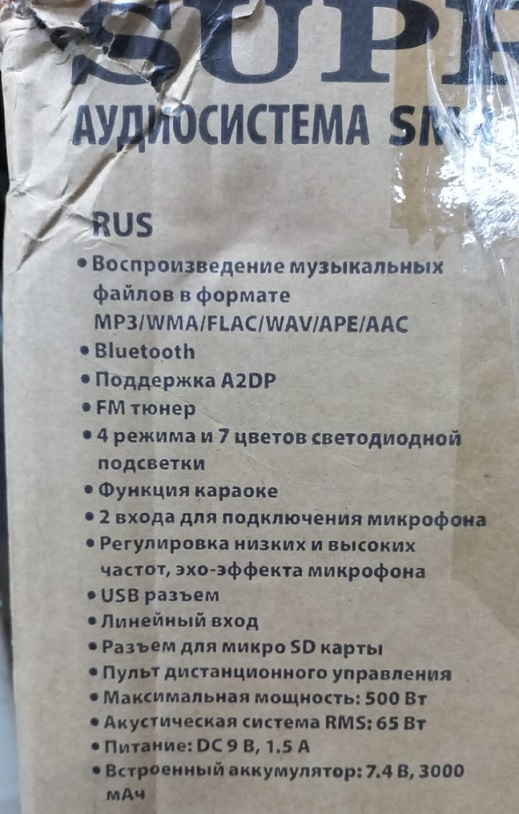 SUPR
АУДИОСИСТЕМА SM
RUS
• Воспроизведение музыкальных
файлов в формате
MP3/WMA/FLAC/WAV/APE/AAC
• Bluetooth
• Поддержка A2DP
• FM тюнер
• 4 режима и 7 цветов светодиодной
подсветки
• Функция караоке
• 2 входа для подключения микрофона
• Регулировка низких и высоких
частот, эхо-эффекта микрофона
• USB разъем
• Линейный вход
• Разъем для микро SD карты
• Пульт дистанционного управления
• Максимальная мощность: 500 Вт
• Акустическая система RMS: 65 Вт
• Питание: DC 9 В, 1.5 А
• Встроенный аккумулятор: 7.4 В, 3000
мАч